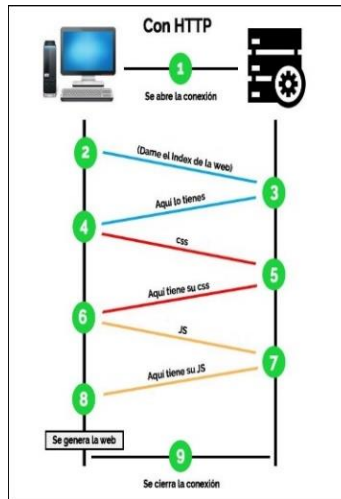 Con HTTP
1
Se abre la conexión
2
(Dame el Index de la web)
3
Aquí lo tienes
4
css
5
Aquí tiene su css
6
JS
7
Aquí tiene su JS
8
Se genera la web
9
Se cierra la conexión